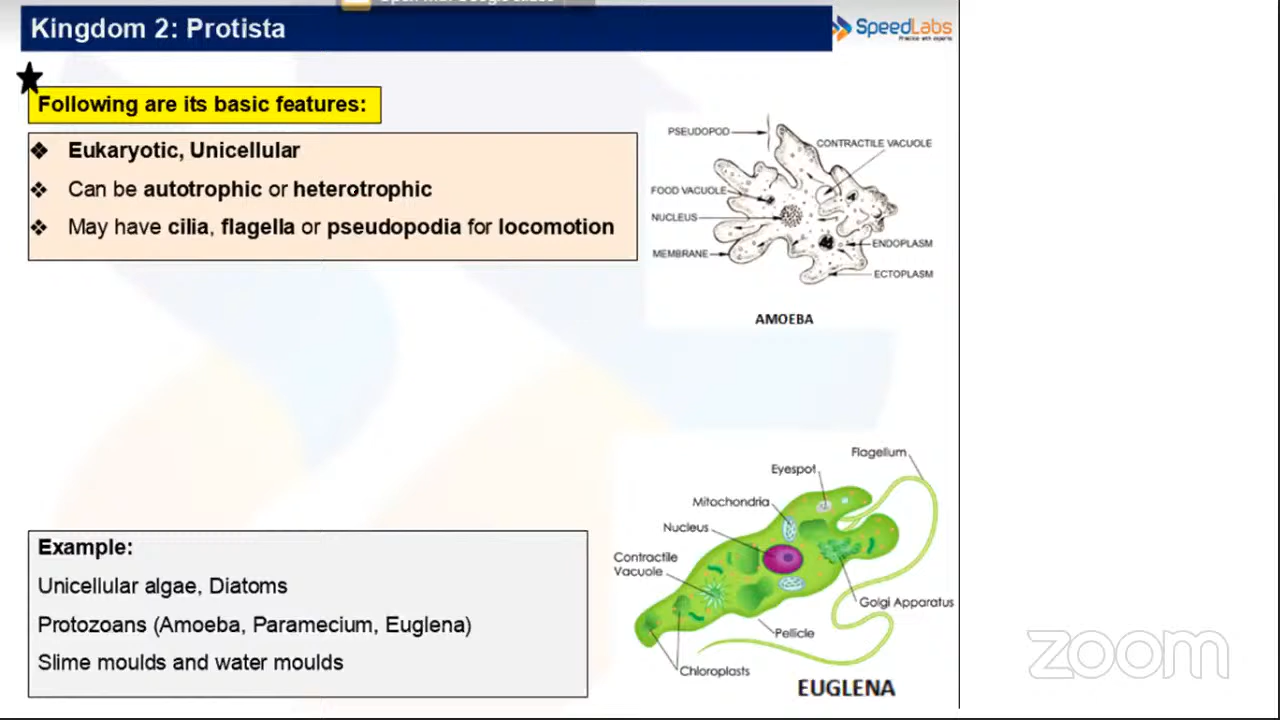 Kingdom 2: Protista
SpeedLabs
Following are its basic features:
Eukaryotic, Unicellular
Can be autotrophic or heterotrophic
May have cilia, flagella or pseudopodia for locomotion
PSEUDOPOD
CONTRACTILE VACUOLE
FOOD VACUOLE
NUCLEUS
MEMBRANE
ENDOPLASM
ECTOPLASM
AMOEBA
Flagellum
Eyespot
Mitochondria
Nucleus
Contractile
Vacuole
Golgi Apparatus
Pellicle
Chloroplasts
EUGLENA
Example:
Unicellular algae, Diatoms
Protozoans (Amoeba, Paramecium, Euglena)
Slime moulds and water moulds
zoom